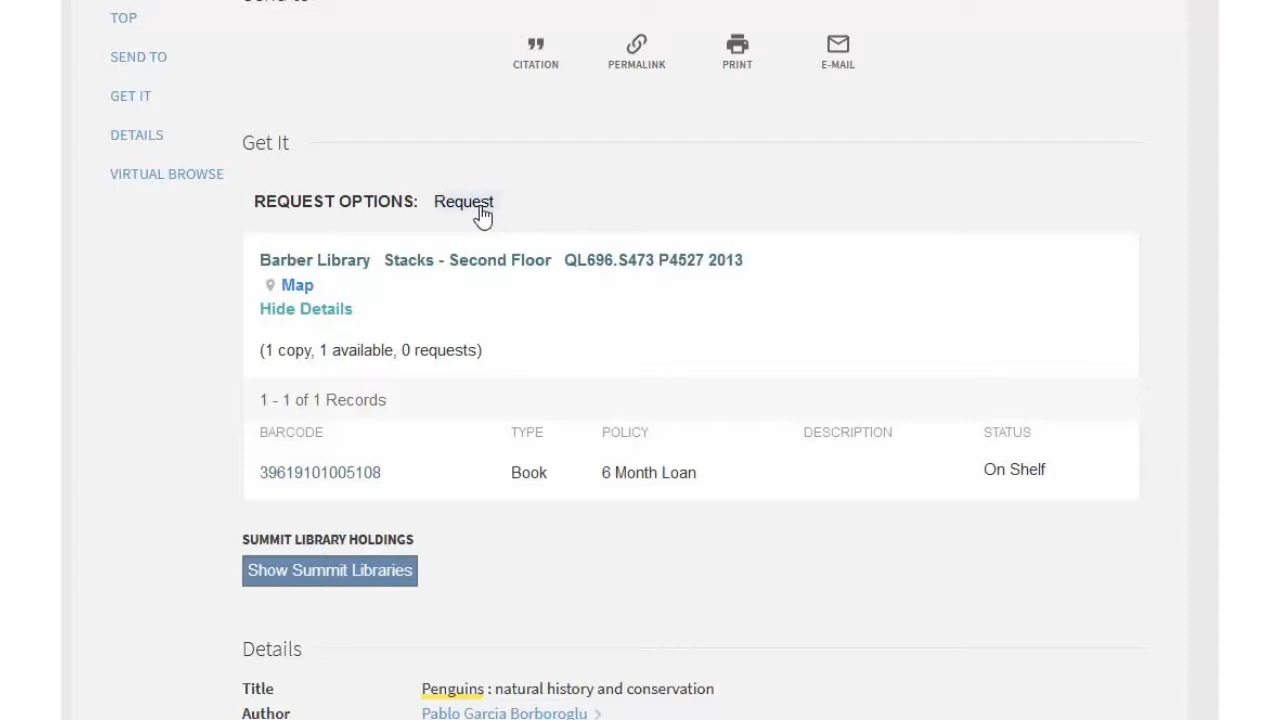 TOP
SEND TO
GET IT
DETAILS
VIRTUAL BROWSE
CITATION
PERMALINK
PRINT
E-MAIL
Get It
REQUEST OPTIONS: Request
Barber Library Stacks - Second Floor QL696.S473 P4527 2013
Map
Hide Details
(1 copy, 1 available, 0 requests)
1 - 1 of 1 Records
BARCODE TYPE POLICY DESCRIPTION STATUS
39619101005108 Book 6 Month Loan On Shelf
SUMMIT LIBRARY HOLDINGS
Show Summit Libraries
Details
Title Penguins : natural history and conservation
Author Pablo Garcia Borboroglu >